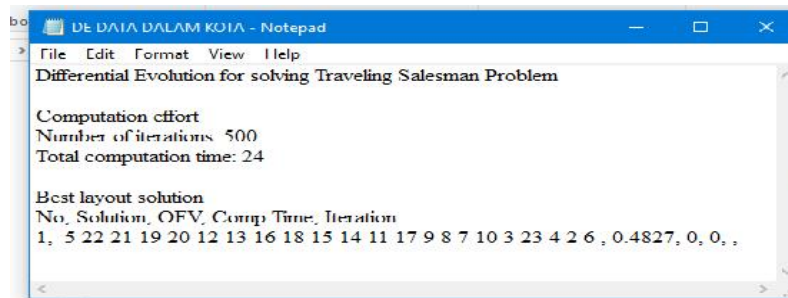 DE DATA DALAM KOTA - Notepad
File Edit Format View Help
Differential Evolution for solving Traveling Salesman Problem
Computation effort
Number of iterations 500
Total computation time: 24
Best layout solution
No, Solution, OFV, Comp Time, Iteration
1, 5 22 21 19 20 12 13 16 18 15 14 11 17 9 8 7 10 3 23 4 2 6 , 0.4827, 0, 0, ,